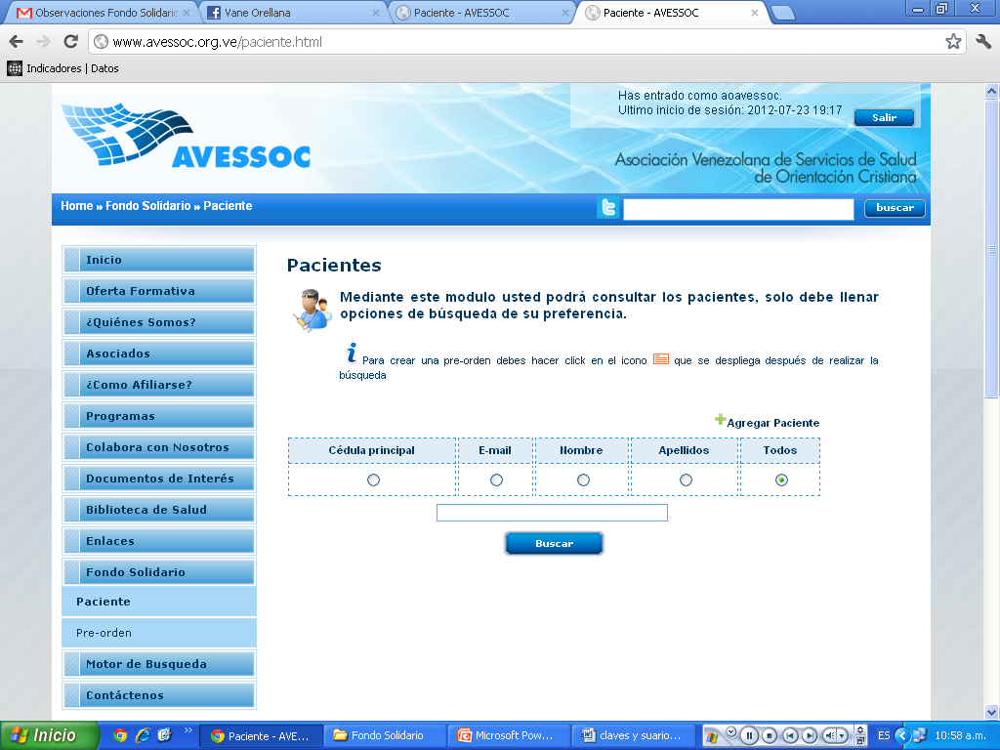 Observaciones Fondo Solidaric
Vane Orellana
Paciente - AVESSOC
Paciente - AVESSOC
www.avessoc.org.ve/paciente.html
Indicadores | Datos
Has entrado como aoavessoc.
Ultimo inicio de sesión: 2012-07-23 19:17
Salir
AVESSOC
Asociación Venezolana de Servicios de Salud
de Orientación Cristiana
Home » Fondo Solidario » Paciente
buscar
Inicio
Oferta Formativa
¿Quiénes Somos?
Asociados
¿Como Afiliarse?
Programas
Colabora con Nosotros
Documentos de Interés
Biblioteca de Salud
Enlaces
Fondo Solidario
Paciente
Pre-orden
Motor de Busqueda
Contáctenos
Pacientes
Mediante este modulo usted podrá consultar los pacientes, solo debe llenar
opciones de búsqueda de su preferencia.
Para crear una pre-orden debes hacer click en el icono que se despliega después de realizar la
búsqueda
Agregar Paciente
Cédula principal E-mail Nombre Apellidos Todos
Buscar
Inicio
Paciente - AVE...
Fondo Solidario
Microsoft Pow...
claves y suario...
ES
10:58 a.m.